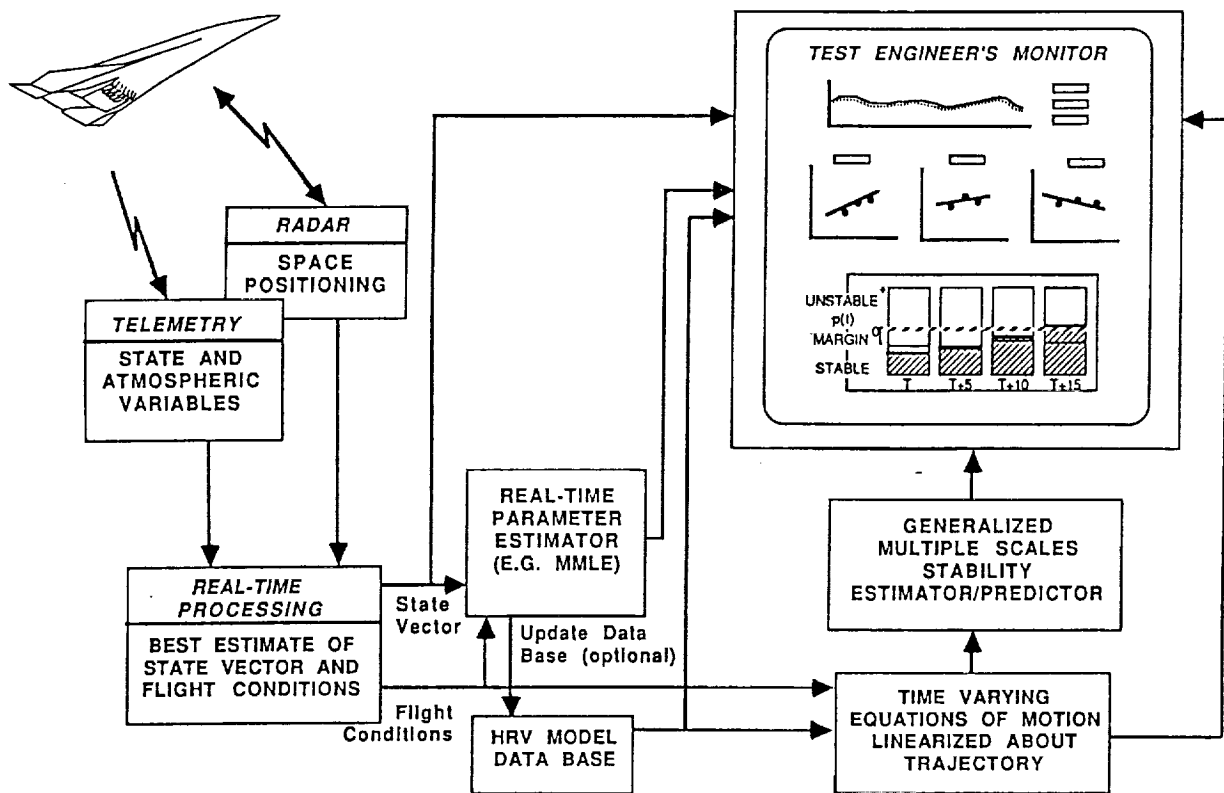 TEST ENGINEER'S MONITOR
RADAR
SPACE
POSITIONING
TELEMETRY
STATE AND
ATMOSPHERIC
VARIABLES
UNSTABLE +
p(t)
MARGIN 0
STABLE
T T+5 T+10 T+15
REAL-TIME
PARAMETER
ESTIMATOR
(E.G. MMLE)
GENERALIZED
MULTIPLE SCALES
STABILITY
ESTIMATOR/PREDICTOR
REAL-TIME
PROCESSING
BEST ESTIMATE OF
STATE VECTOR AND
FLIGHT CONDITIONS
State
Vector
Update Data
Base (optional)
Flight
Conditions
HRV MODEL
DATA BASE
TIME VARYING
EQUATIONS OF MOTION
LINEARIZED ABOUT
TRAJECTORY